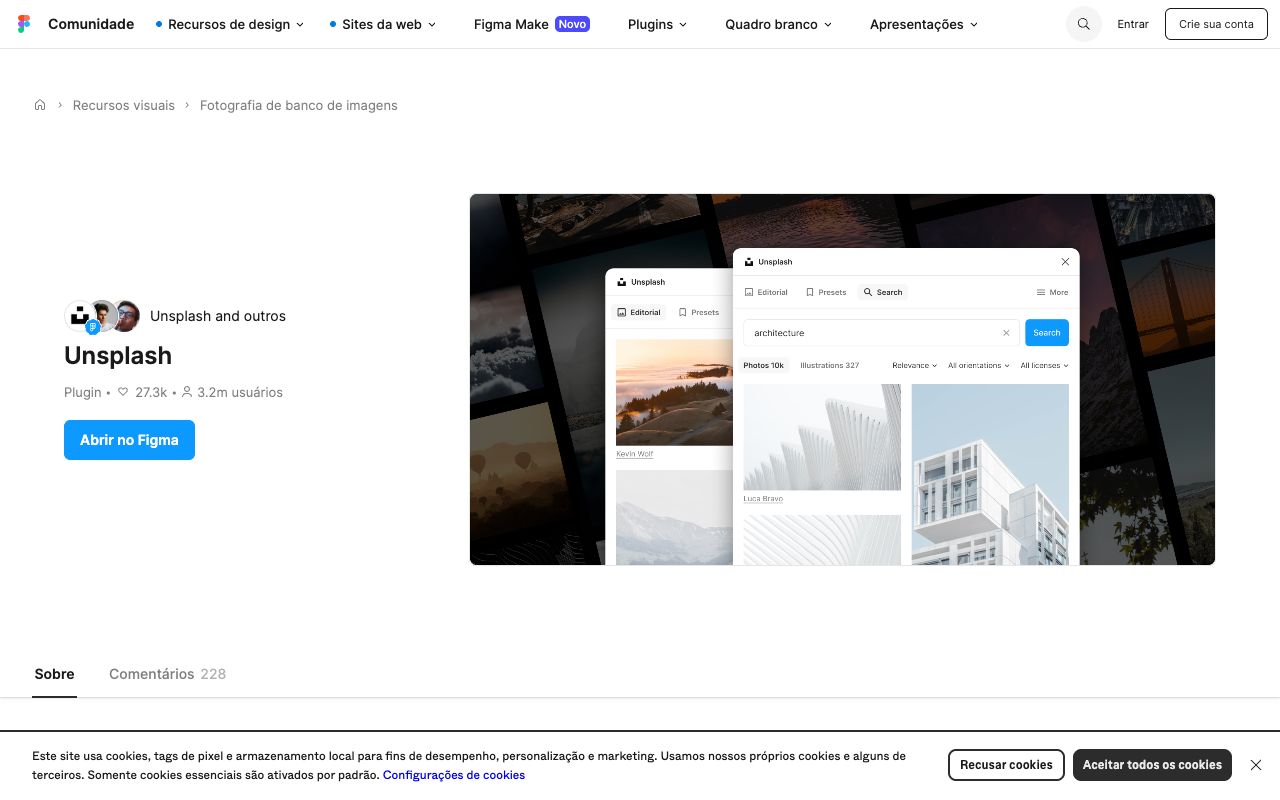 Comunidade
Recursos de design
Sites da web
Figma Make Novo
Plugins
Quadro branco
Apresentações
Entrar
Crie sua conta
Recursos visuais
Fotografia de banco de imagens
Unsplash and outros
Unsplash
Plugin • 27.3k • 3.2m usuários
Abrir no Figma
Unsplash
Editorial
Presets
Kevin Wolf
Unsplash
Editorial
Presets
Search
More
architecture
Search
Photos 10k
Illustrations 327
Relevance
All orientations
All licenses
Luca Bravo
Sobre
Comentários 228
Este site usa cookies, tags de pixel e armazenamento local para fins de desempenho, personalização e marketing. Usamos nossos próprios cookies e alguns de
terceiros. Somente cookies essenciais são ativados por padrão. Configurações de cookies
Recusar cookies
Aceitar todos os cookies